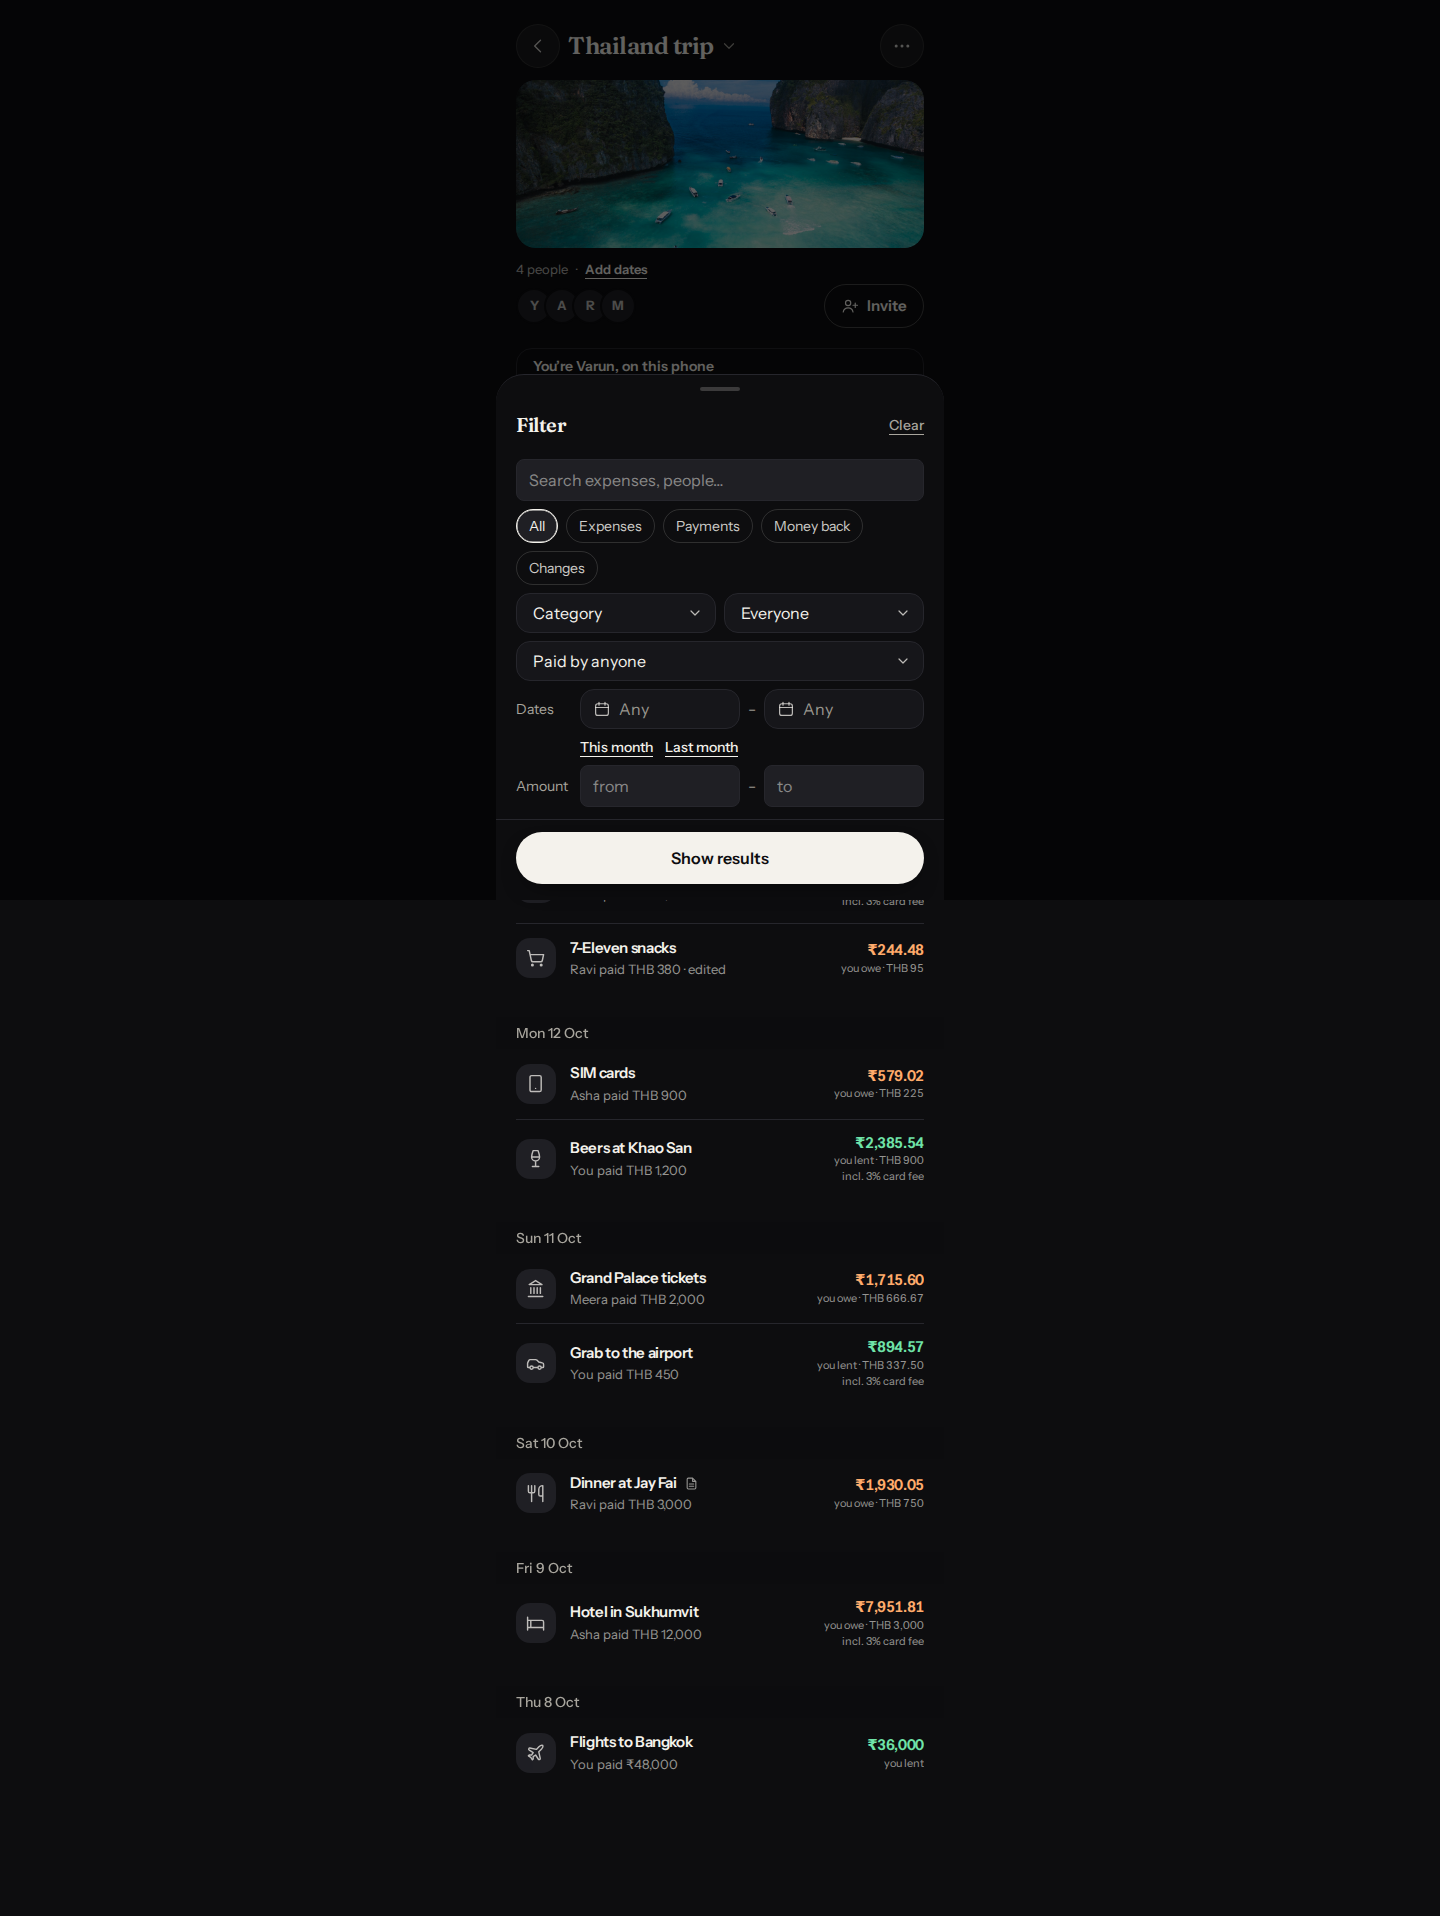 Thailand trip
4 people · Add dates
Y A R M
Invite
You're Varun, on this phone
Filter
Clear
Search expenses, people...
All
Expenses
Payments
Money back
Changes
Category
Everyone
Paid by anyone
Dates
Any
-
Any
This month
Last month
Amount
from
-
to
Show results
incl. 3% card fee
7-Eleven snacks
₹244.48
Ravi paid THB 380 · edited
you owe · THB 95
Mon 12 Oct
SIM cards
₹579.02
Asha paid THB 900
you owe · THB 225
Beers at Khao San
₹2,385.54
You paid THB 1,200
you lent · THB 900
incl. 3% card fee
Sun 11 Oct
Grand Palace tickets
₹1,715.60
Meera paid THB 2,000
you owe · THB 666.67
Grab to the airport
₹894.57
You paid THB 450
you lent · THB 337.50
incl. 3% card fee
Sat 10 Oct
Dinner at Jay Fai
₹1,930.05
Ravi paid THB 3,000
you owe · THB 750
Fri 9 Oct
Hotel in Sukhumvit
₹7,951.81
Asha paid THB 12,000
you owe · THB 3,000
incl. 3% card fee
Thu 8 Oct
Flights to Bangkok
₹36,000
You paid ₹48,000
you lent